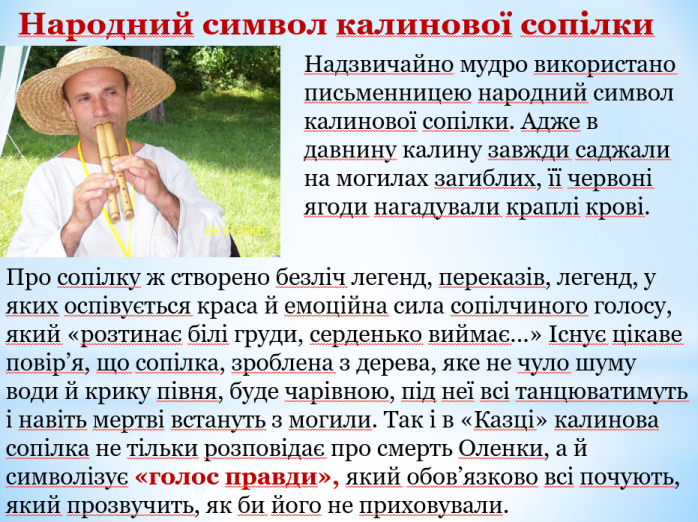 Народний символ калинової сопілки
Надзвичайно мудро використано
письменницею народний символ
калинової сопілки. Адже в
давнину калину завжди саджали
на могилах загиблих, її червоні
ягоди нагадували краплі крові.
Про сопілку ж створено безліч легенд, переказів, легенд, у
яких оспівується краса й емоційна сила сопілчиного голосу,
який «розтинає білі груди, серденько виймає...» Існує цікаве
повір’я, що сопілка, зроблена з дерева, яке не чуло шуму
води й крику півня, буде чарівною, під неї всі танцюватимуть
і навіть мертві встануть з могили. Так і в «Казці» калинова
сопілка не тільки розповідає про смерть Оленки, а й
символізує «голос правди», який обов’язково всі почують,
який прозвучить, як би його не приховували.